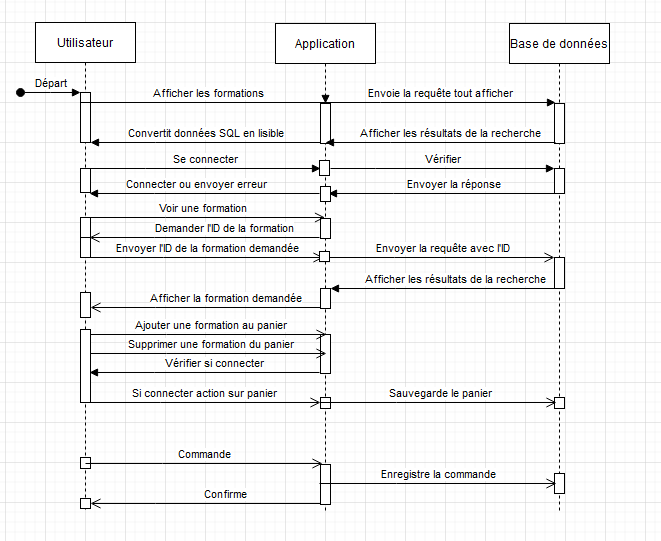 Utilisateur
Application
Base de données
Départ
Afficher les formations
Envoie la requête tout afficher
Convertit données SQL en lisible
Afficher les résultats de la recherche
Se connecter
Vérifier
Connecter ou envoyer erreur
Envoyer la réponse
Voir une formation
Demander l'ID de la formation
Envoyer l'ID de la formation demandée
Envoyer la requête avec l'ID
Afficher les résultats de la recherche
Afficher la formation demandée
Ajouter une formation au panier
Supprimer une formation du panier
Vérifier si connecter
Si connecter action sur panier
Sauvegarde le panier
Commande
Enregistre la commande
Confirme